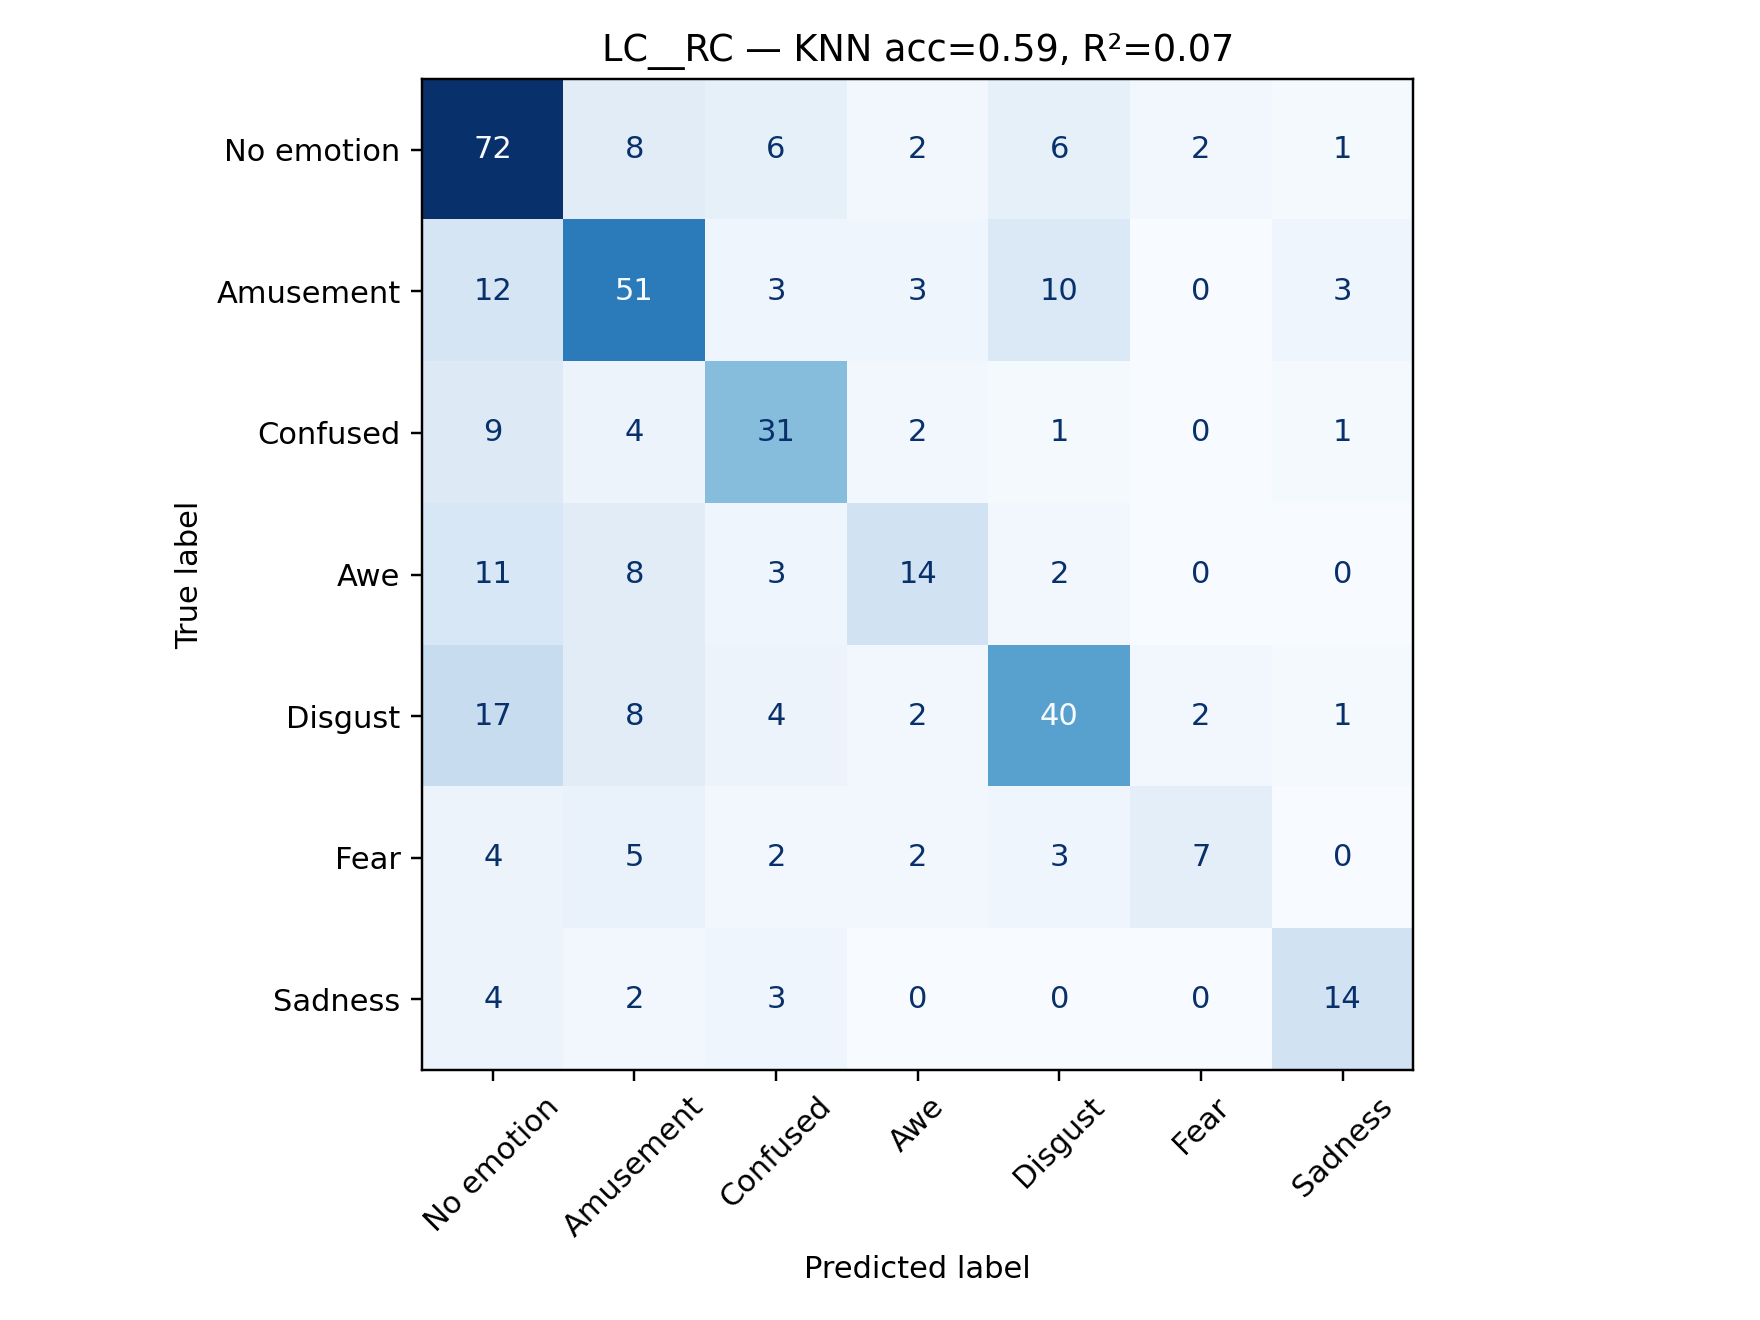 LC__RC — KNN acc=0.59, R²=0.07
No emotion 72 8 6 2 6 2 1
Amusement 12 51 3 3 10 0 3
Confused 9 4 31 2 1 0 1
Awe 11 8 3 14 2 0 0
Disgust 17 8 4 2 40 2 1
Fear 4 5 2 2 3 7 0
Sadness 4 2 3 0 0 0 14
True label
No emotion Amusement Confused Awe Disgust Fear Sadness
Predicted label